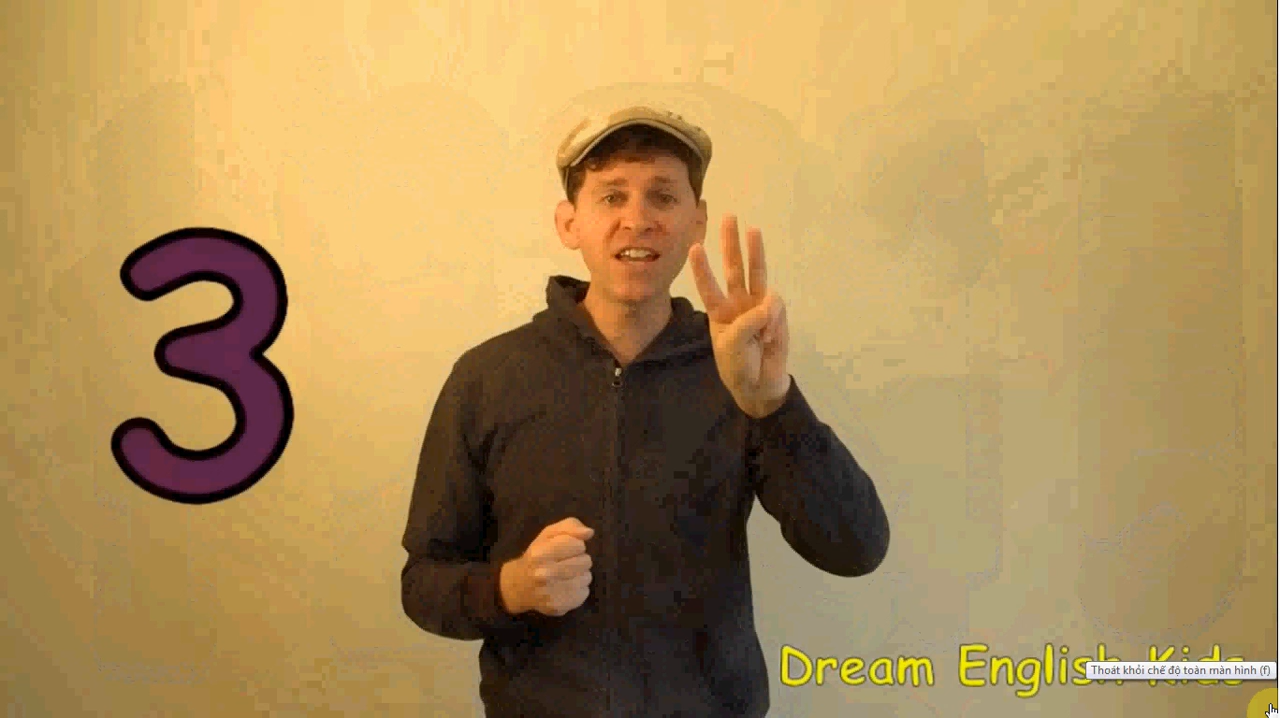 3
Dream English Kids
Thoát khỏi chế độ toàn màn hình (f)